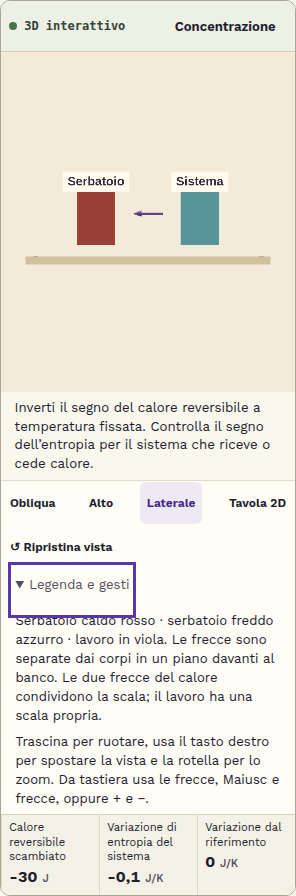 3D interattivo
Concentrazione
Serbatoio
Sistema
Inverti il segno del calore reversibile a
temperatura fissata. Controlla il segno
dell’entropia per il sistema che riceve o
cede calore.
Obliqua
Alto
Laterale
Tavola 2D
↺ Ripristina vista
▼ Legenda e gesti
Serbatoio caldo rosso · serbatoio freddo
azzurro · lavoro in viola. Le frecce sono
separate dai corpi in un piano davanti al
banco. Le due frecce del calore
condividono la scala; il lavoro ha una
scala propria.
Trascina per ruotare, usa il tasto destro
per spostare la vista e la rotella per lo
zoom. Da tastiera usa le frecce, Maiusc e
frecce, oppure + e −.
Calore
reversibile
scambiato
−30 J
Variazione di
entropia del
sistema
−0,1 J/K
Variazione dal
riferimento
0 J/K